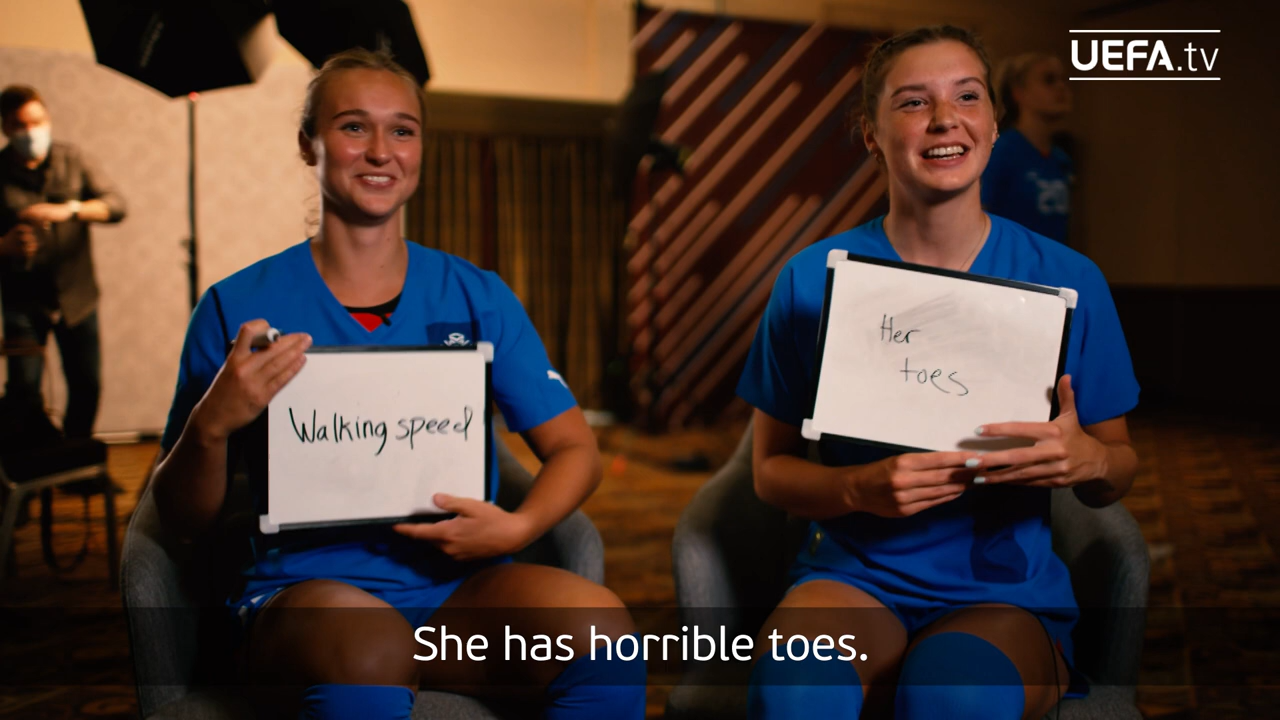 UEFA.tv
Walking speed
Her
toes
She has horrible toes.